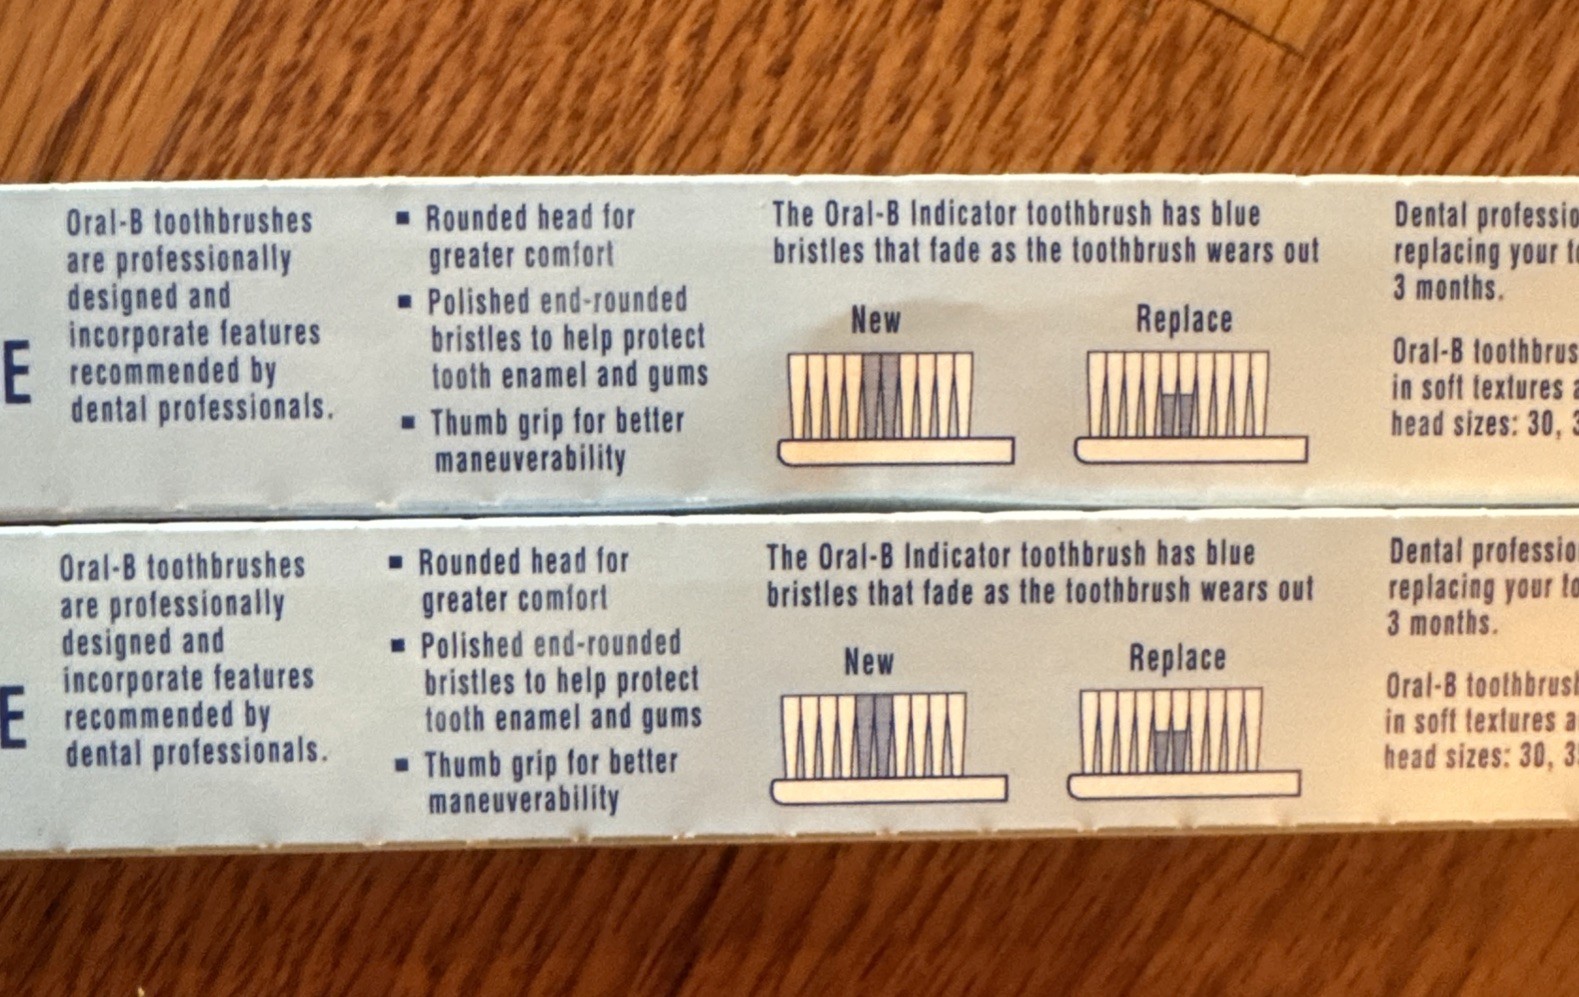 E
Oral-B toothbrushes
are professionally
designed and
incorporate features
recommended by
dental professionals.
▪ Rounded head for
greater comfort
▪ Polished end-rounded
bristles to help protect
tooth enamel and gums
▪ Thumb grip for better
maneuverability
The Oral-B Indicator toothbrush has blue
bristles that fade as the toothbrush wears out
New
Replace
Dental
replacing your
3 months.
Oral-B
in soft textures
head sizes: 30,
E
Oral-B toothbrushes
are professionally
designed and
incorporate features
recommended by
dental professionals.
▪ Rounded head for
greater comfort
▪ Polished end-rounded
bristles to help protect
tooth enamel and gums
▪ Thumb grip for better
maneuverability
The Oral-B Indicator toothbrush has blue
bristles that fade as the toothbrush wears out
New
Replace
Dental
replacing your
3 months.
Oral-B
in soft textures
head sizes: 30,